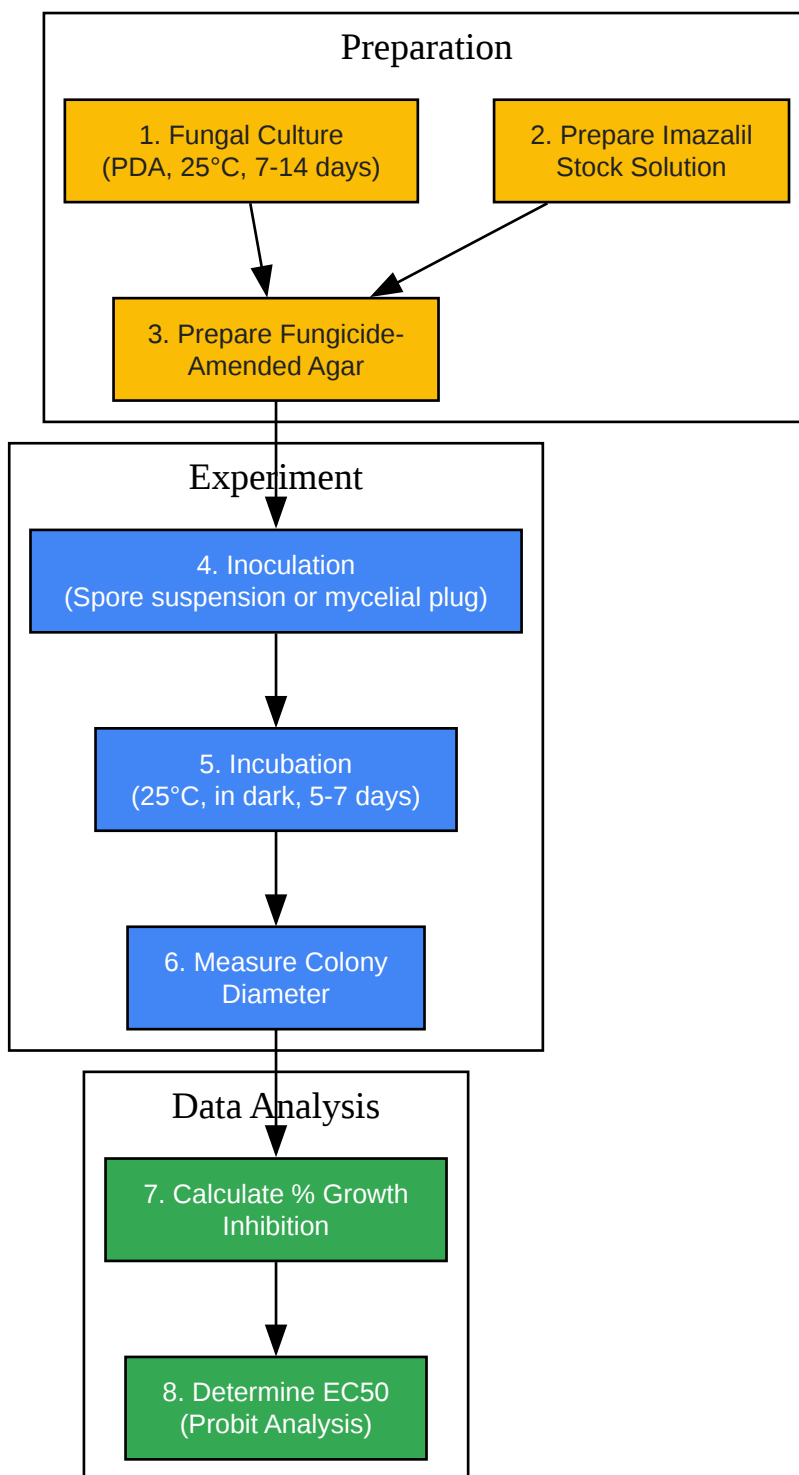 Preparation
1. Fungal Culture
(PDA, 25°C, 7-14 days)
2. Prepare Imazalil
Stock Solution
3. Prepare Fungicide-
Amended Agar
Experiment
4. Inoculation
(Spore suspension or mycelial plug)
5. Incubation
(25°C, in dark, 5-7 days)
6. Measure Colony
Diameter
Data Analysis
7. Calculate % Growth
Inhibition
8. Determine EC50
(Probit Analysis)